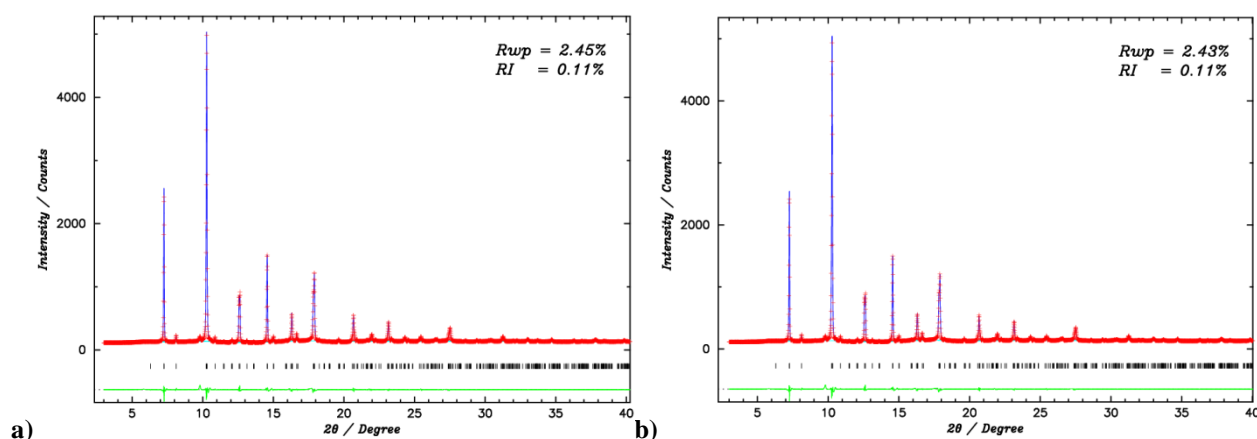 Rwp = 2.45%
RI = 0.11%
Intensity / Counts
4000
2000
0
5 10 15 20 25 30 35 40
2θ / Degree
a)
Rwp = 2.43%
RI = 0.11%
Intensity / Counts
4000
2000
0
5 10 15 20 25 30 35 40
2θ / Degree
b)